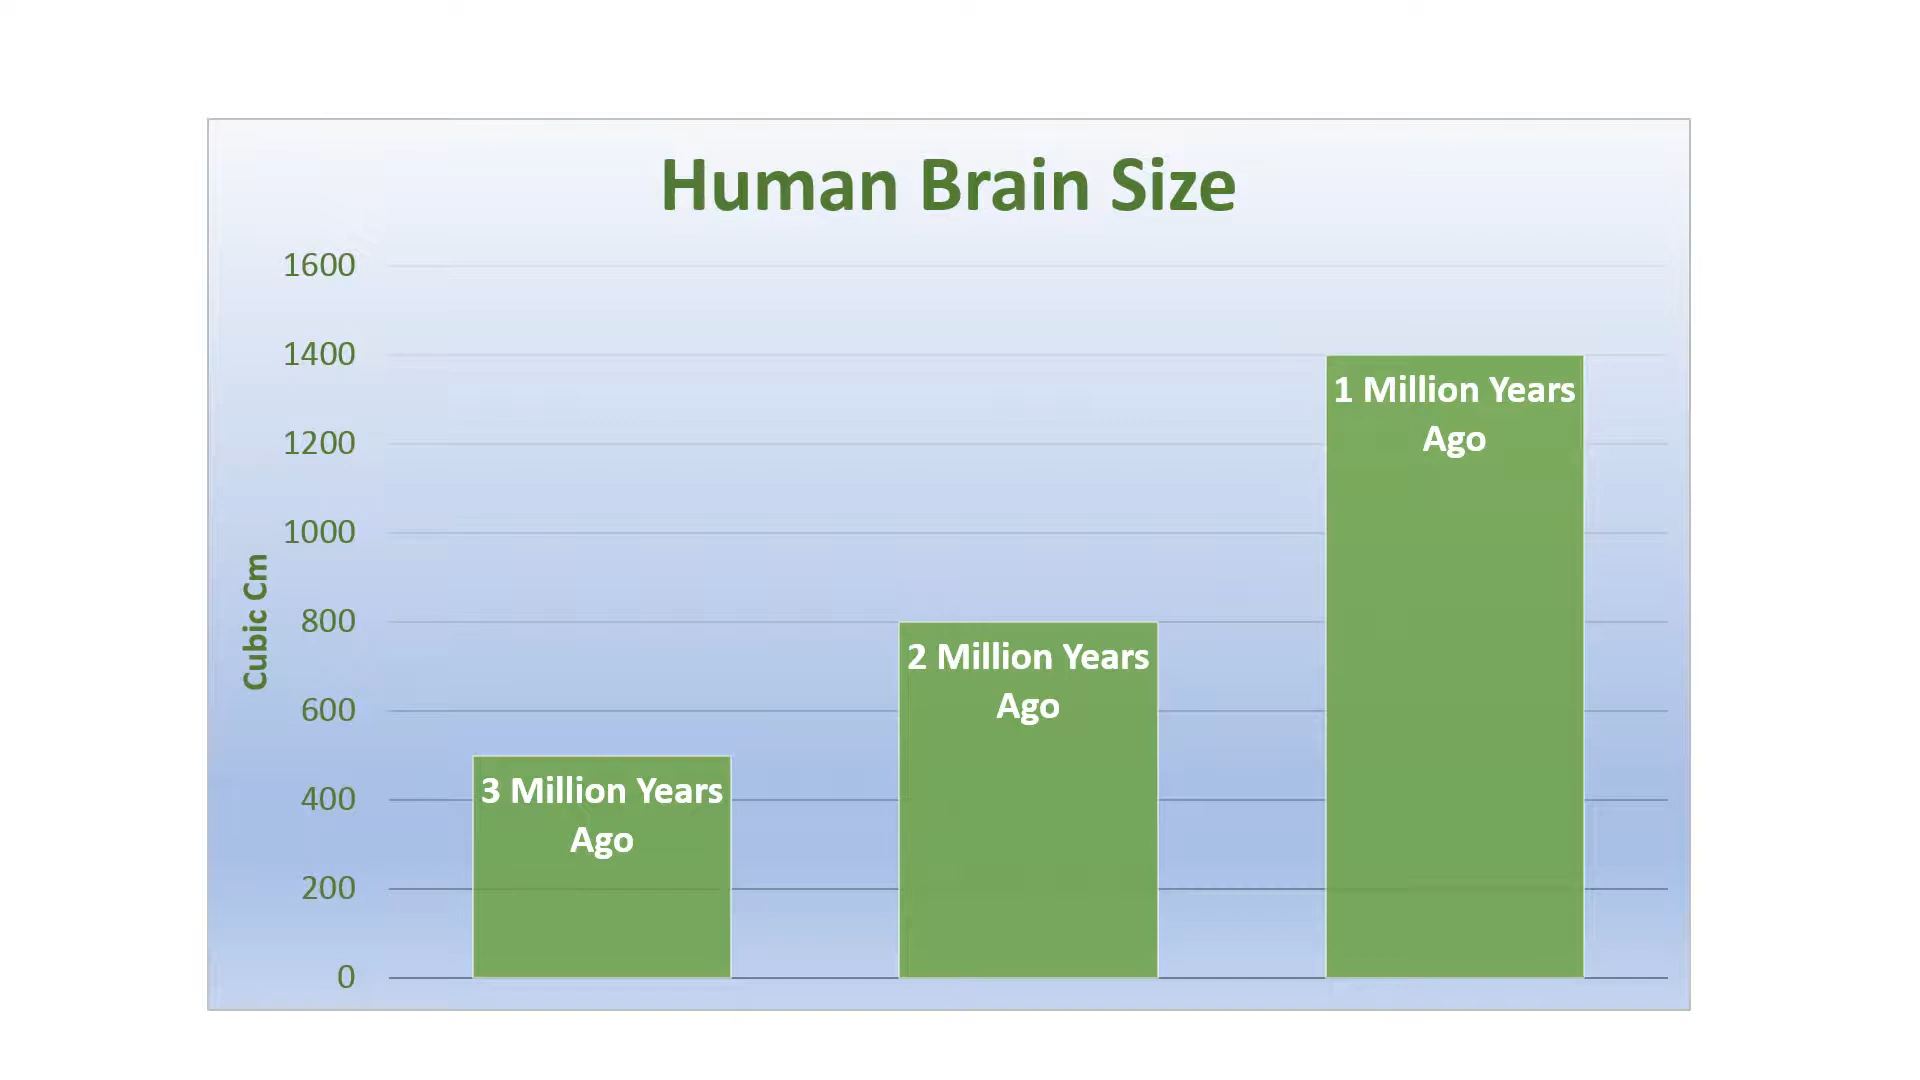 Human Brain Size
1600
1400
1200
1000
800
600
400
200
0
Cubic Cm
3 Million Years
Ago
2 Million Years
Ago
1 Million Years
Ago